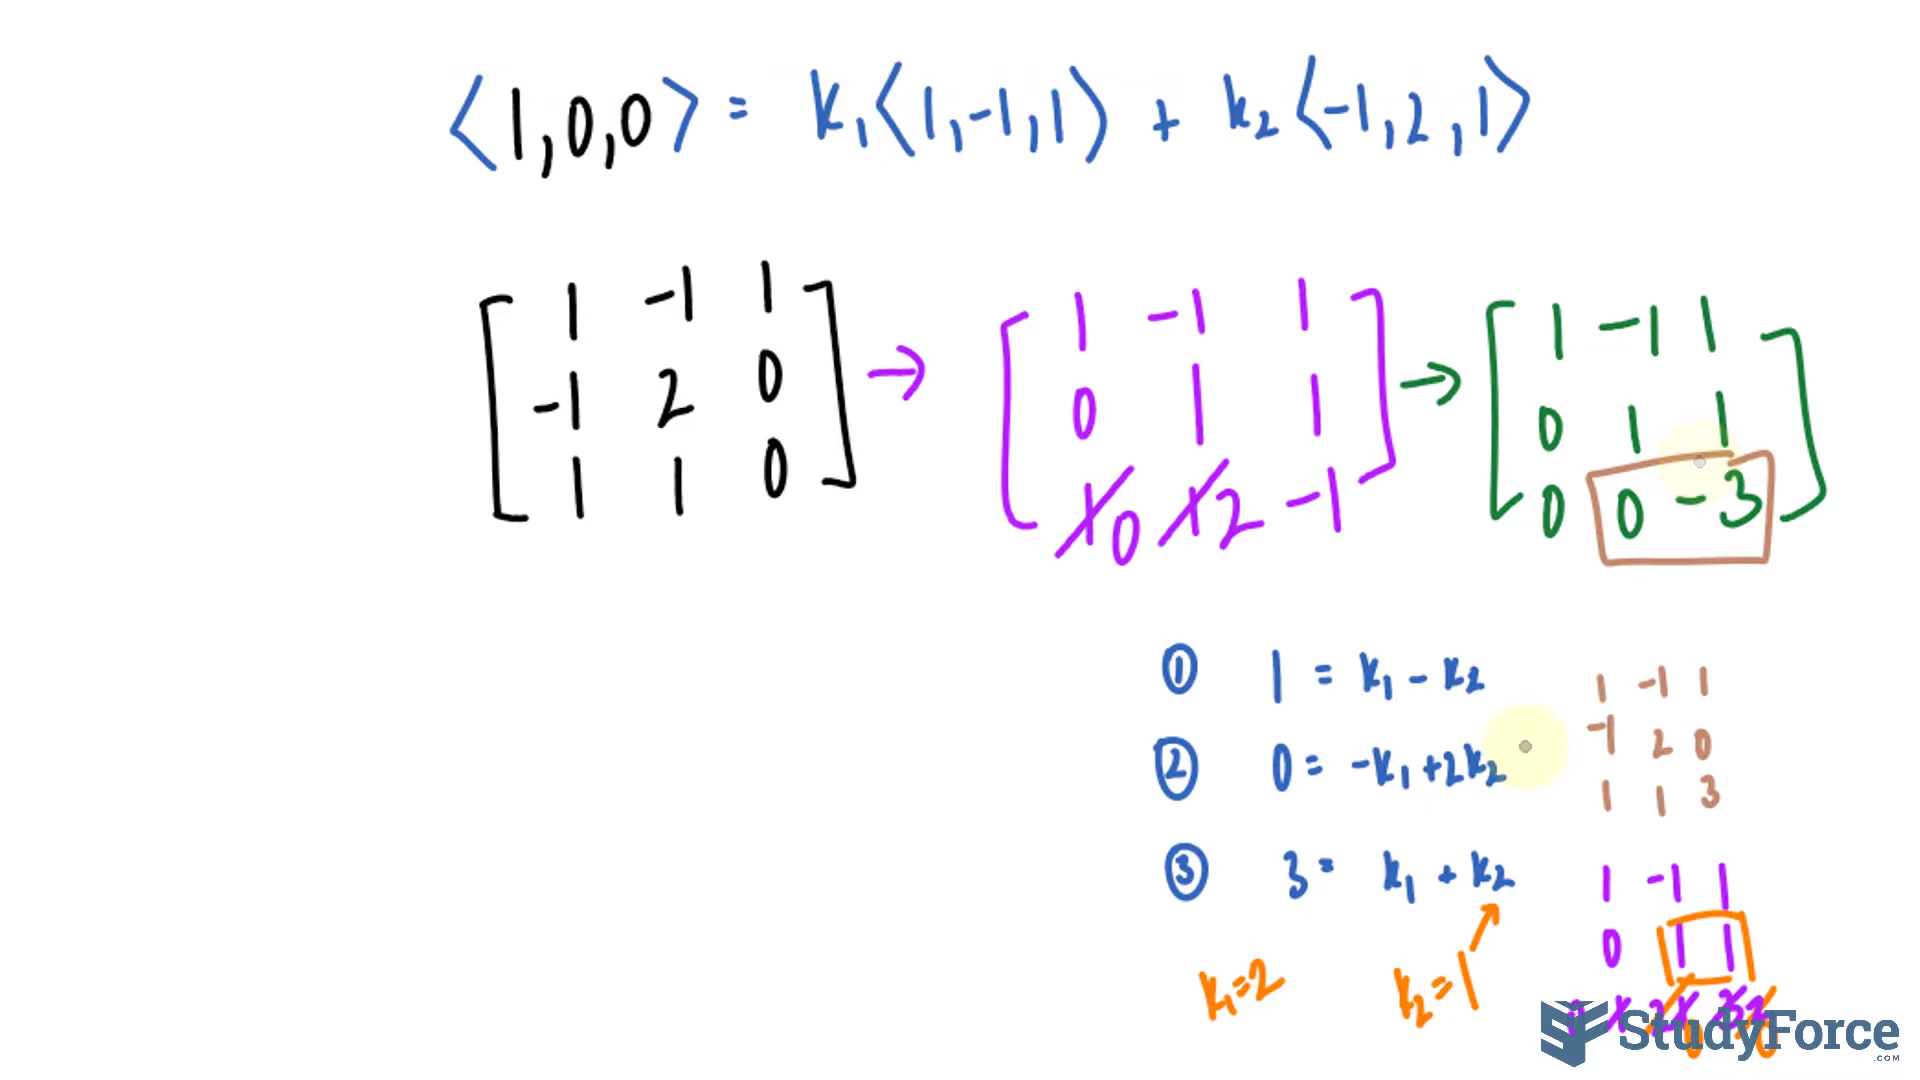 ⟨1,0,0⟩ = k₁⟨1,-1,1⟩ + k₂⟨-1,2,1⟩
[1 -1 1] → [1 -1 1] → [1 -1 1]
[-1 2 0] [0 1 1] [0 1 1]
[1 1 0] [1 0 1 2 -1] [0 0 -3]
① 1 = k₁ - k₂
② 0 = -k₁ + 2k₂
③ 3 = k₁ + k₂
k₁=2 k₂=1
1 -1 1
-1 2 0
1 1 3
1 -1 1
0 1 1
StudyForce
.COM